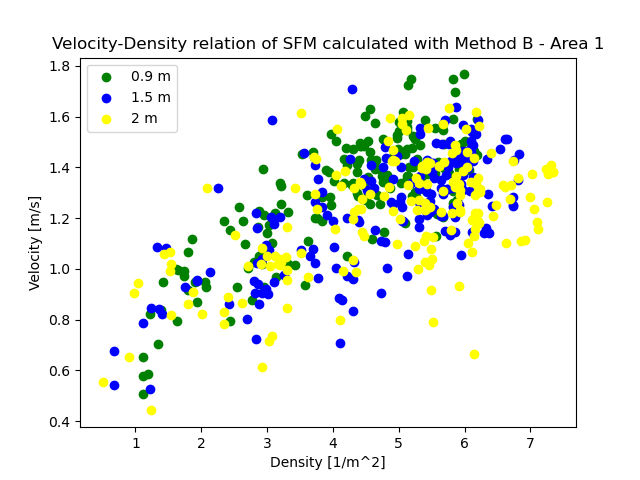 Velocity-Density relation of SFM calculated with Method B - Area 1
0.9 m
1.5 m
2 m
1.8
1.6
1.4
1.2
1.0
0.8
0.6
0.4
Velocity [m/s]
1 2 3 4 5 6 7
Density [1/m^2]